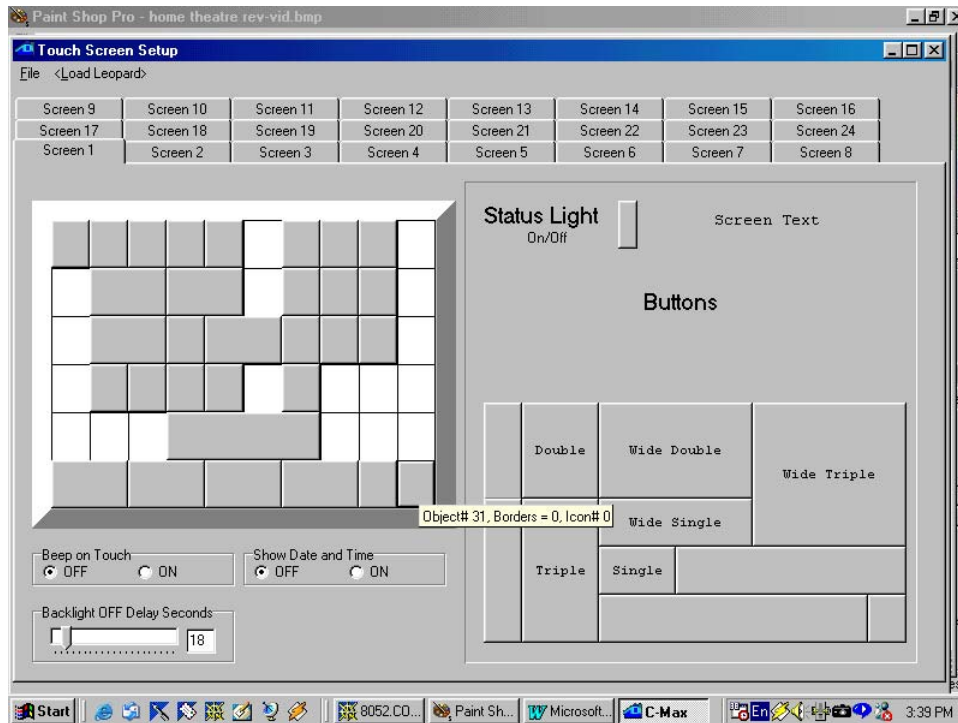 Paint Shop Pro - home theatre rev-vid.bmp
Touch Screen Setup
File <Load Leopard>
Screen 9 Screen 10 Screen 11 Screen 12 Screen 13 Screen 14 Screen 15 Screen 16
Screen 17 Screen 18 Screen 19 Screen 20 Screen 21 Screen 22 Screen 23 Screen 24
Screen 1 Screen 2 Screen 3 Screen 4 Screen 5 Screen 6 Screen 7 Screen 8
Status Light
On/Off
Screen Text
Buttons
Double
Wide Double
Wide Triple
Wide Single
Triple
Single
Object# 31, Borders = 0, Icon# 0
Beep on Touch
OFF ON
Show Date and Time
OFF ON
Backlight OFF Delay Seconds
18
Start 8052.CO... Paint Sh... Microsoft... C-Max En 3:39 PM